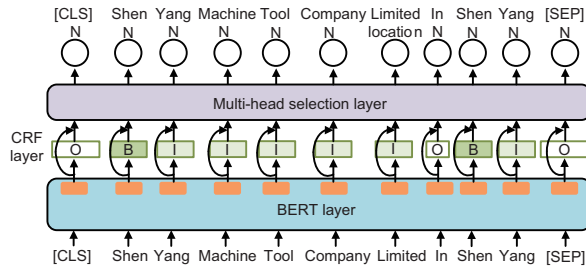 [CLS] Shen Yang Machine Tool Company Limited In Shen Yang [SEP]
N N N N N N location N N N N
Multi-head selection layer
CRF layer
O B I I I I I O B I O
BERT layer
[CLS] Shen Yang Machine Tool Company Limited In Shen Yang [SEP]